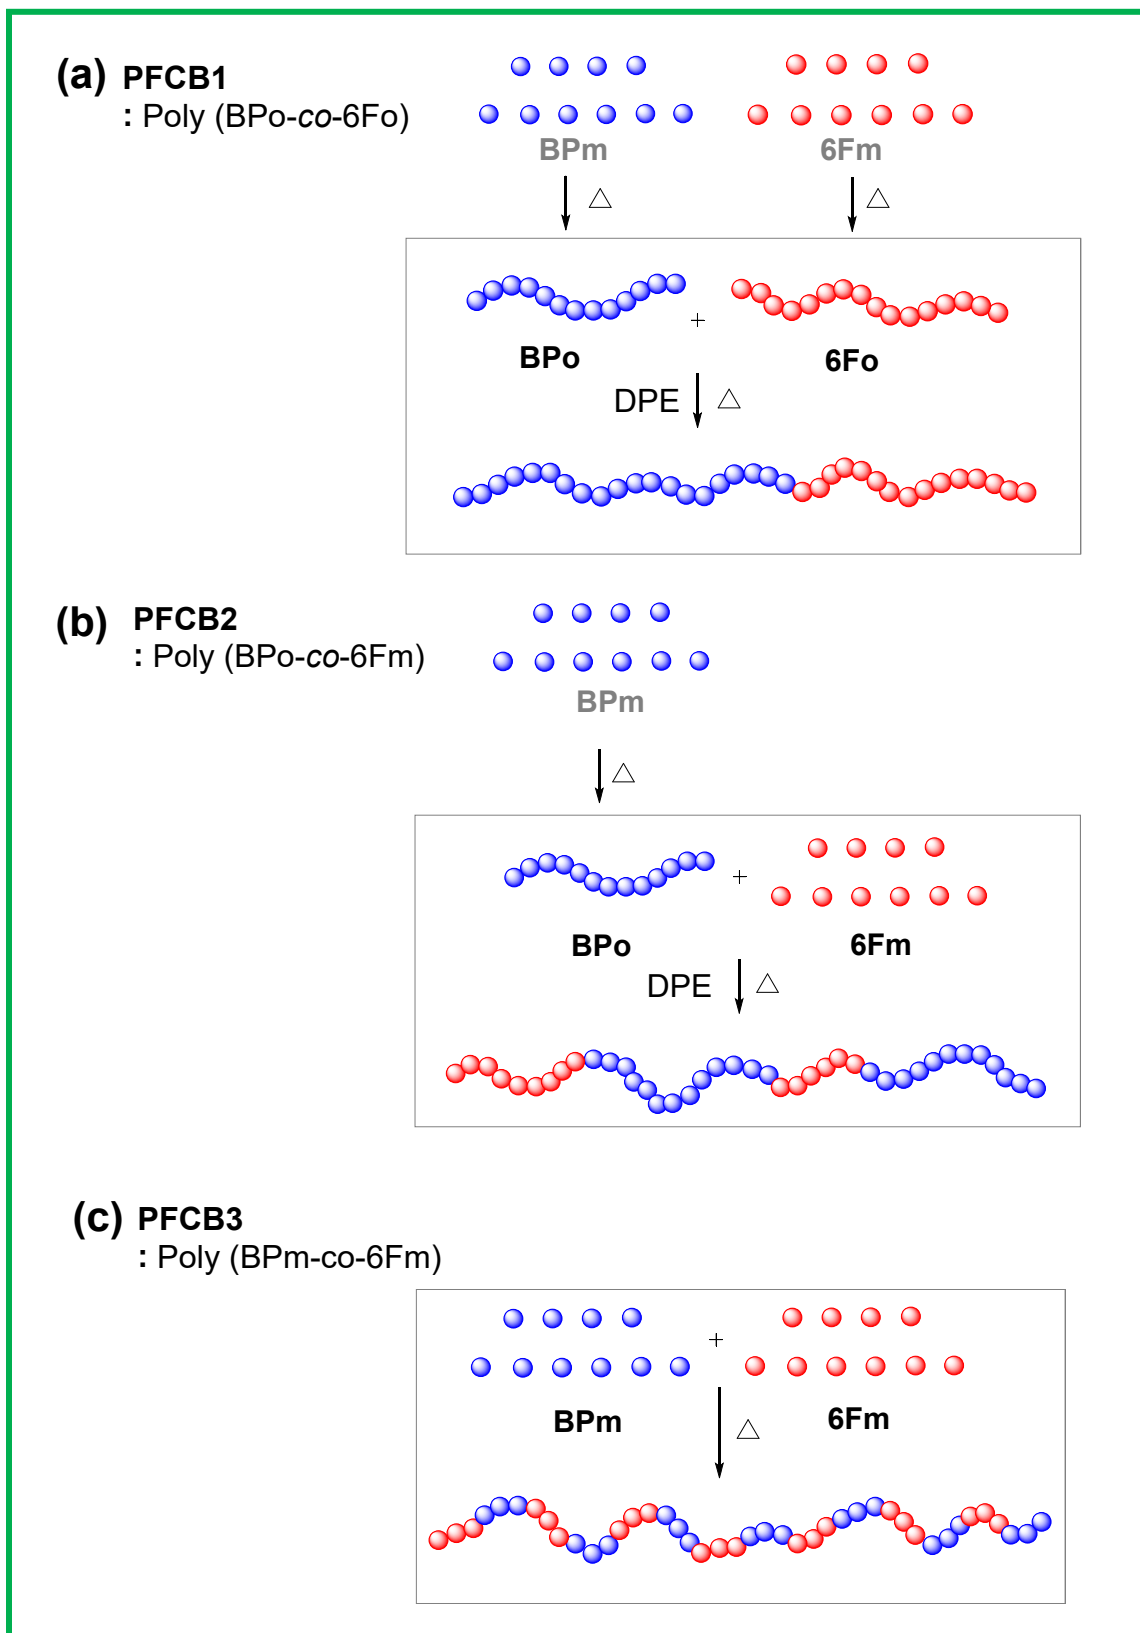 (a) PFCB1
: Poly (BPo-co-6Fo)
BPm 6Fm
△ △
+
BPo 6Fo
DPE △
(b) PFCB2
: Poly (BPo-co-6Fm)
BPm
△
+
BPo 6Fm
DPE △
(c) PFCB3
: Poly (BPm-co-6Fm)
+
BPm 6Fm
△